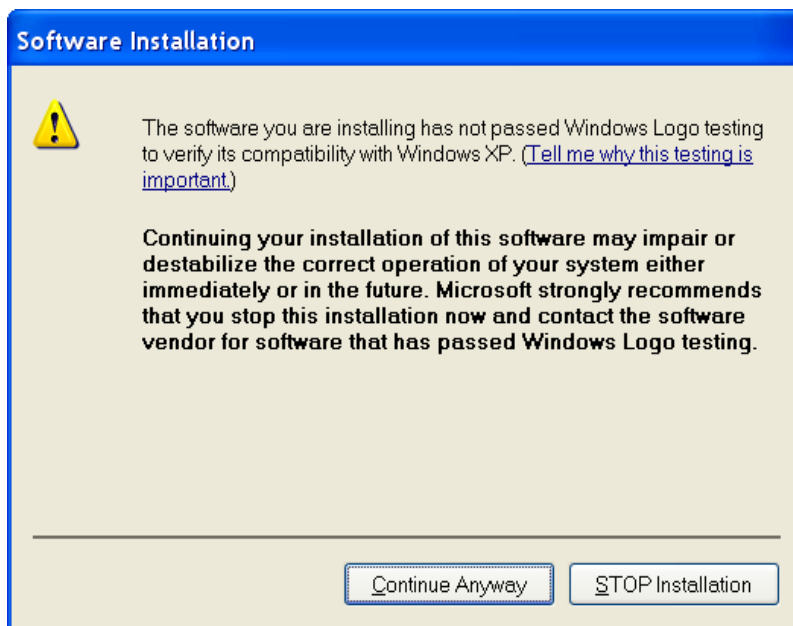 Software Installation
The software you are installing has not passed Windows Logo testing
to verify its compatibility with Windows XP. (Tell me why this testing is
important.)
Continuing your installation of this software may impair or
destabilize the correct operation of your system either
immediately or in the future. Microsoft strongly recommends
that you stop this installation now and contact the software
vendor for software that has passed Windows Logo testing.
Continue Anyway
STOP Installation